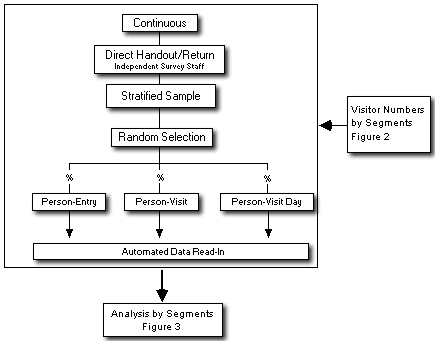 Continuous
Direct Handout/Return
Independent Survey Staff
Stratified Sample
Random Selection
Visitor Numbers
by Segments
Figure 2
% % %
Person-Entry Person-Visit Person-Visit Day
Automated Data Read-In
Analysis by Segments
Figure 3